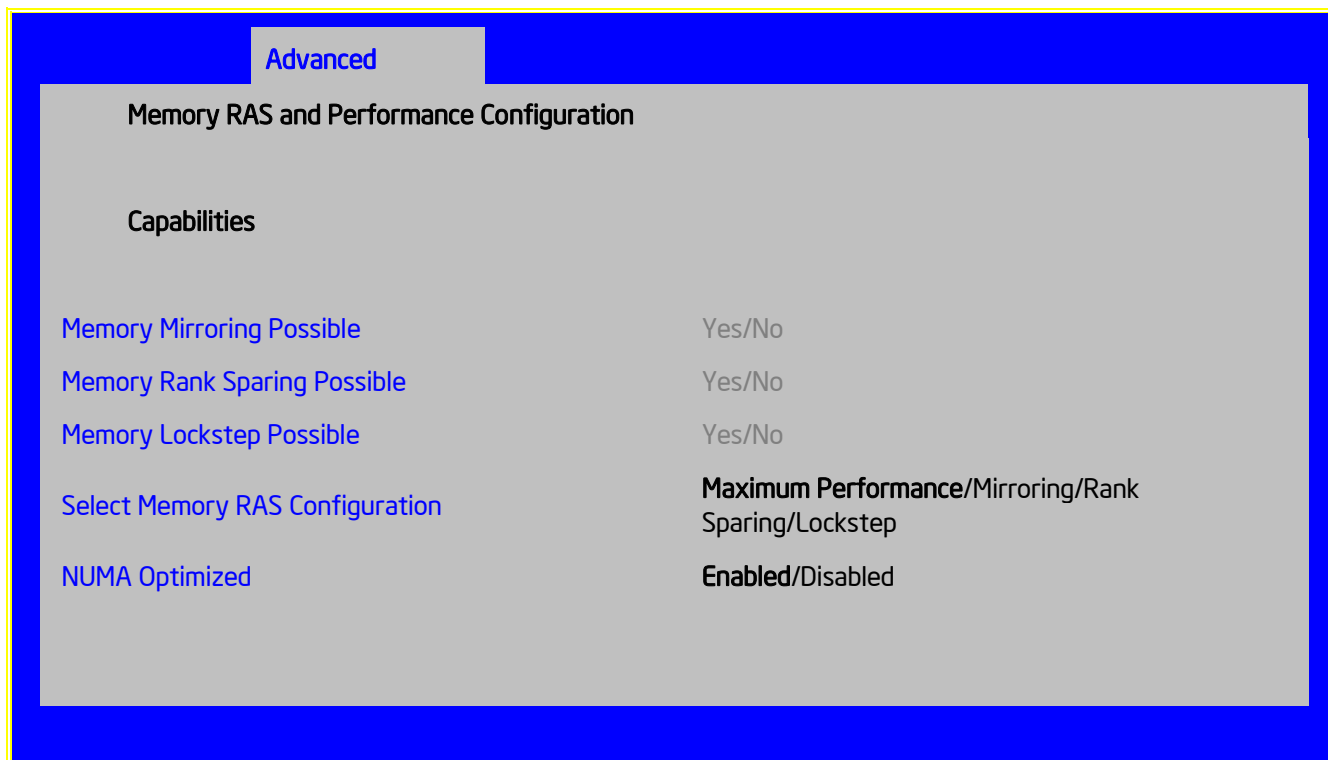 Advanced
Memory RAS and Performance Configuration
Capabilities
Memory Mirroring Possible Yes/No
Memory Rank Sparing Possible Yes/No
Memory Lockstep Possible Yes/No
Select Memory RAS Configuration Maximum Performance/Mirroring/Rank
Sparing/Lockstep
NUMA Optimized Enabled/Disabled